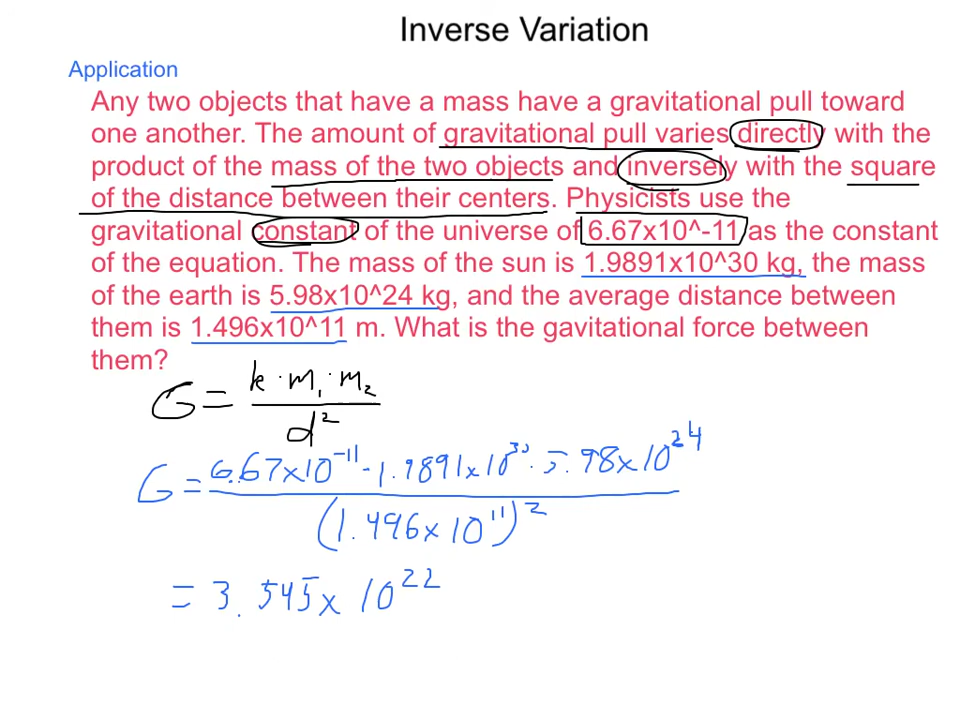 Inverse Variation
Application
Any two objects that have a mass have a gravitational pull toward
one another. The amount of gravitational pull varies directly with the
product of the mass of the two objects and inversely with the square
of the distance between their centers. Physicists use the
gravitational constant of the universe of 6.67x10^-11 as the constant
of the equation. The mass of the sun is 1.9891x10^30 kg, the mass
of the earth is 5.98x10^24 kg, and the average distance between
them is 1.496x10^11 m. What is the gavitational force between
them?
G = k · m₁ · m₂ / d²
G = 6.67x10⁻¹¹ · 1.9891x10³⁰ · 5.98x10²⁴ / (1.496x10¹¹)²
= 3.545x10²²